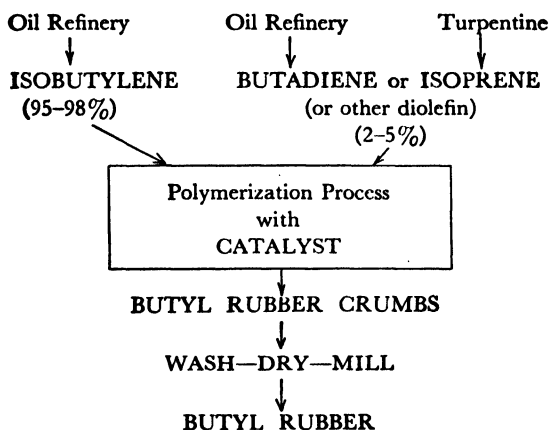 Oil Refinery Oil Refinery Turpentine
ISOBUTYLENE BUTADIENE or ISOPRENE
(95–98%) (or other diolefin)
(2–5%)
Polymerization Process
with
CATALYST
BUTYL RUBBER CRUMBS
WASH—DRY—MILL
BUTYL RUBBER